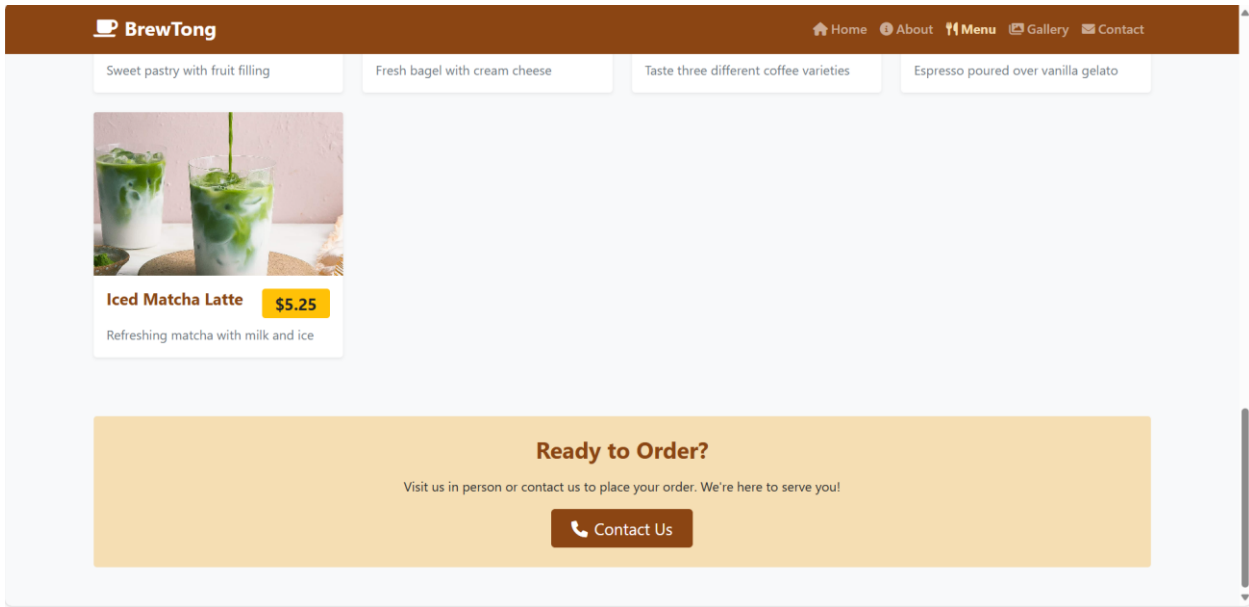 BrewTong
Home About Menu Gallery Contact
Sweet pastry with fruit filling
Fresh bagel with cream cheese
Taste three different coffee varieties
Espresso poured over vanilla gelato
Iced Matcha Latte
$5.25
Refreshing matcha with milk and ice
Ready to Order?
Visit us in person or contact us to place your order. We're here to serve you!
Contact Us